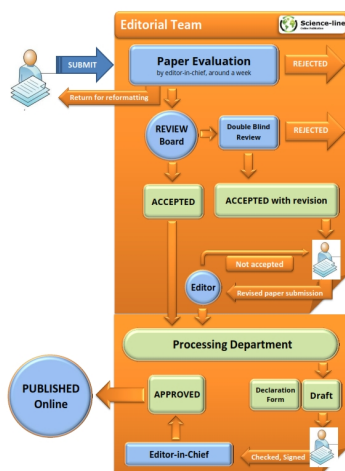 Editorial Team
Science-line
Online Publication
SUBMIT
Paper Evaluation
by editor-in-chief, around a week
REJECTED
Return for reformatting
REVIEW
Board
Double Blind
Review
REJECTED
ACCEPTED
ACCEPTED with revision
Not accepted
Editor
Revised paper submission
Processing Department
PUBLISHED
Online
APPROVED
Declaration
Form
Draft
Editor-in-Chief
Checked, Signed